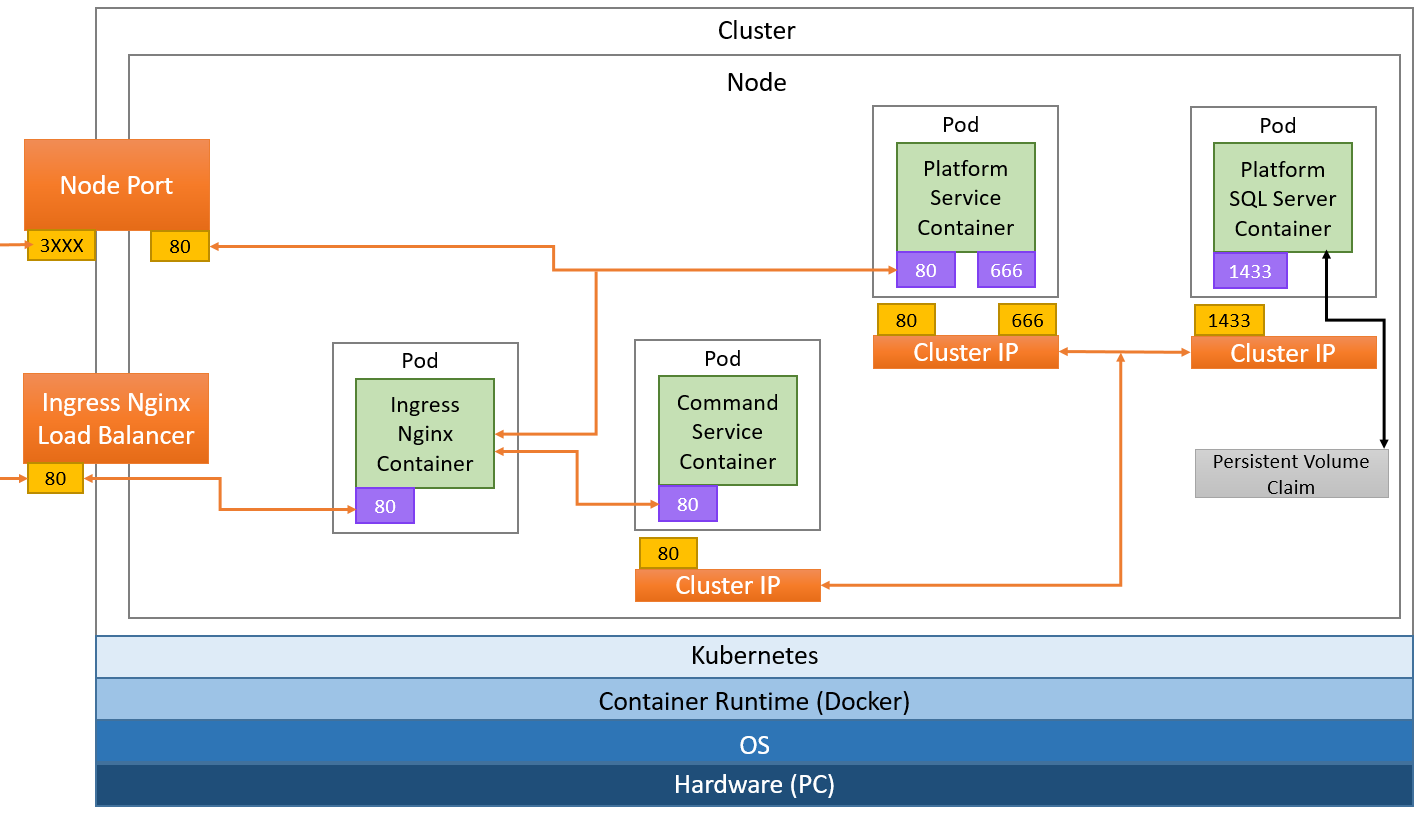 Cluster
Node
Node Port
3XXX
80
Pod
Platform
Service
Container
80
666
80
666
Cluster IP
Pod
Platform
SQL Server
Container
1433
1433
Cluster IP
Ingress Nginx
Load Balancer
80
Pod
Ingress
Nginx
Container
80
Pod
Command
Service
Container
80
80
Cluster IP
Persistent Volume
Claim
Kubernetes
Container Runtime (Docker)
OS
Hardware (PC)